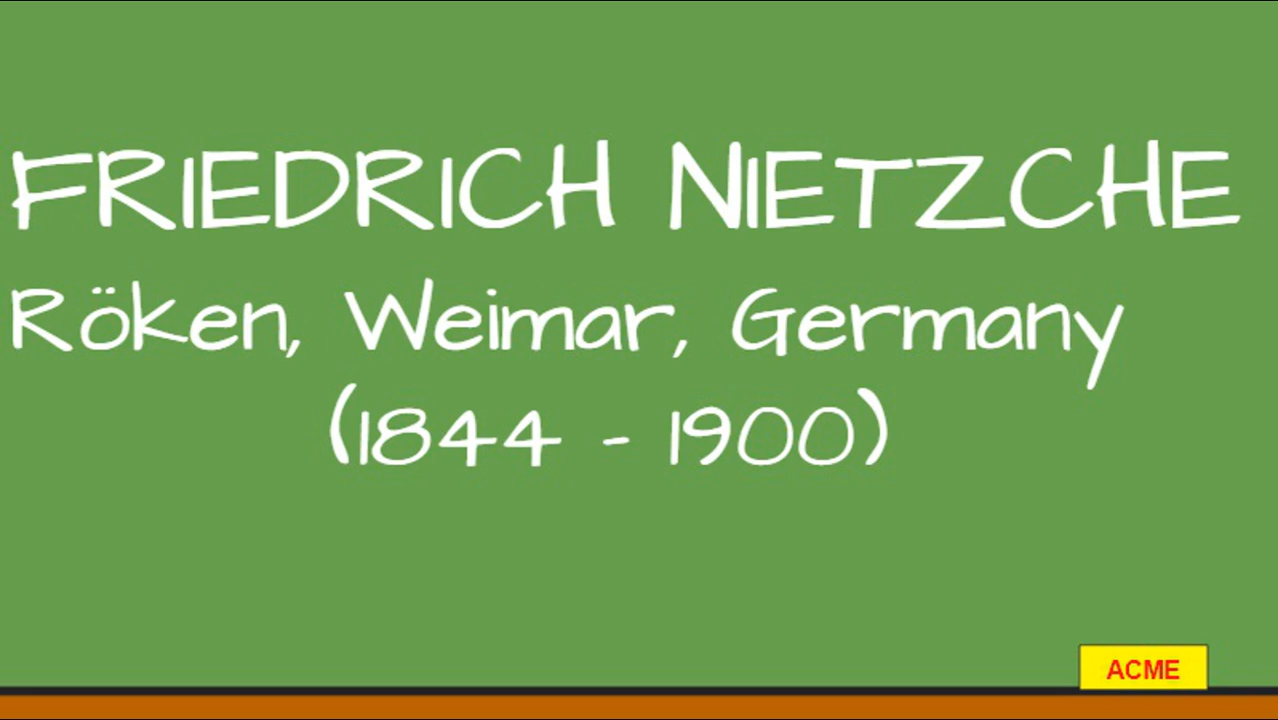 FRIEDRICH NIETZCHE
Röken, Weimar, Germany
(1844 - 1900)
ACME